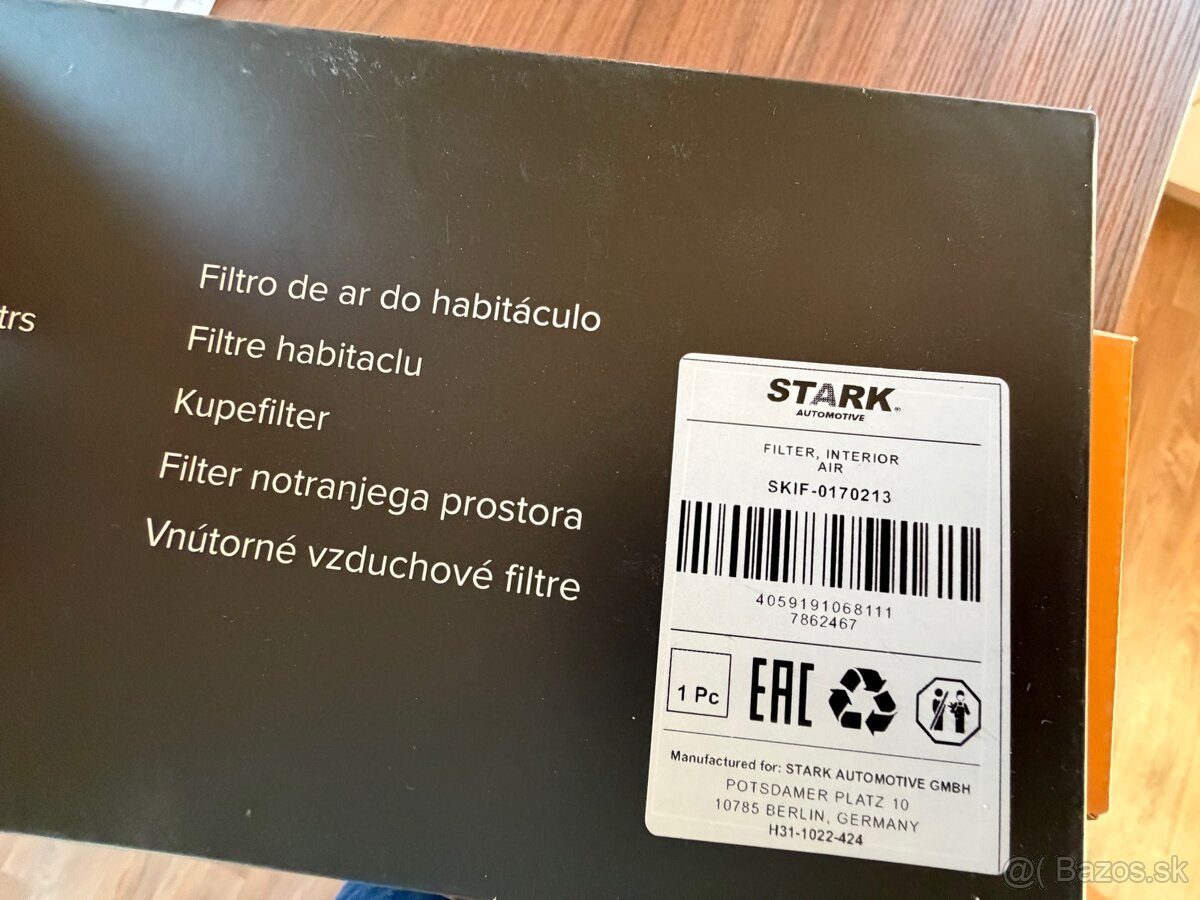 trs
Filtro de ar do habitáculo
Filtre habitaclu
Kupefilter
Filter notranjega prostora
Vnútorné vzduchové filtre
STARK
AUTOMOTIVE
FILTER, INTERIOR
AIR
SKIF-0170213
4059191068111
7862467
1 Pc
EAC
Manufactured for: STARK AUTOMOTIVE GMBH
POTSDAMER PLATZ 10
10785 BERLIN, GERMANY
H31-1022-424
@( Bazos.sk